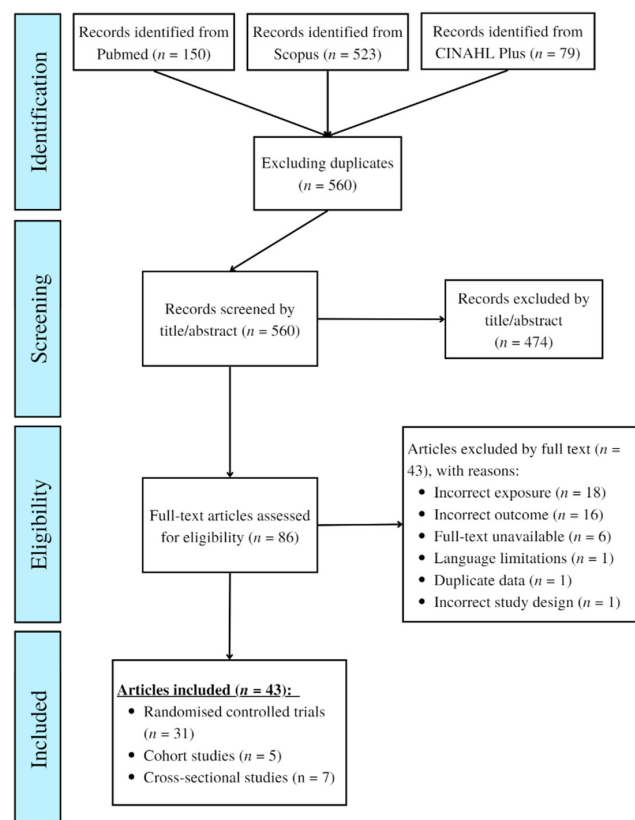 Identification
Records identified from
Pubmed (n = 150)
Records identified from
Scopus (n = 523)
Records identified from
CINAHL Plus (n = 79)
Excluding duplicates
(n = 560)
Screening
Records screened by
title/abstract (n = 560)
Records excluded by
title/abstract
(n = 474)
Eligibility
Full-text articles assessed
for eligibility (n = 86)
Articles excluded by full text (n =
43), with reasons:
• Incorrect exposure (n = 18)
• Incorrect outcome (n = 16)
• Full-text unavailable (n = 6)
• Language limitations (n = 1)
• Duplicate data (n = 1)
• Incorrect study design (n = 1)
Included
Articles included (n = 43):
• Randomised controlled trials
(n = 31)
• Cohort studies (n = 5)
• Cross-sectional studies (n = 7)